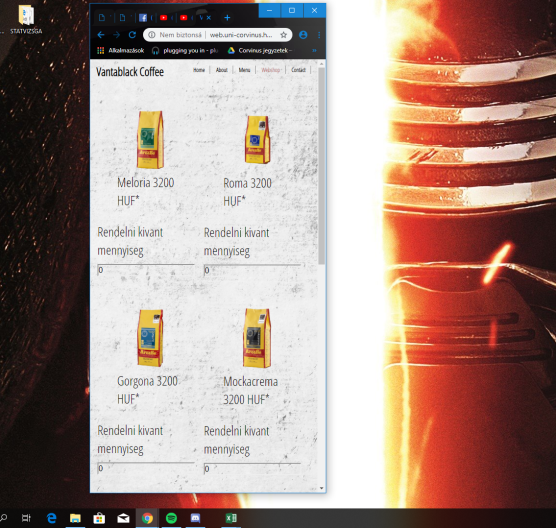 STATVIZSGA
Nem biztonsá
web.uni-corvinus.h...
Alkalmazások
plugging you in - pl...
Corvinus jegyzetek -
Vantablack Coffee
Home
About
Menu
Webshop
Contact
Meloria 3200
HUF*
Roma 3200
HUF*
Rendelni kivant
mennyiseg
0
Rendelni kivant
mennyiseg
0
Gorgona 3200
HUF*
Mockacrema
3200 HUF*
Rendelni kivant
mennyiseg
0
Rendelni kivant
mennyiseg
0